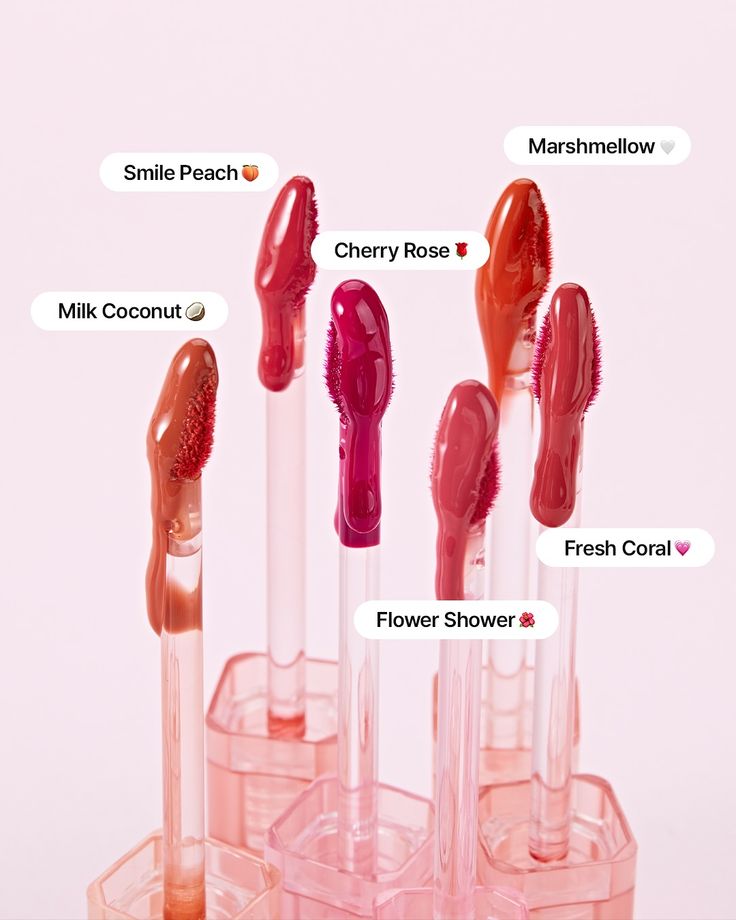 Marshmellow 🤍
Smile Peach 🍑
Cherry Rose 🌹
Milk Coconut 🥥
Fresh Coral 💗
Flower Shower 🌺